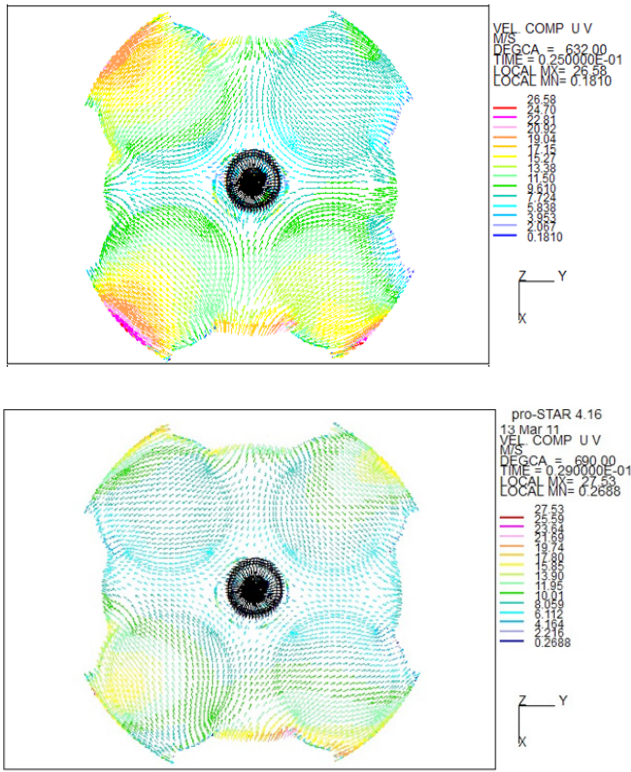 VEL. COMP U V
M/S
DEGCA = 632.00
TIME = 0.250000E-01
LOCAL MX= 26.58
LOCAL MN= 0.1810
26.58
24.70
22.81
20.92
19.04
17.15
15.27
13.38
11.50
9.610
7.724
5.838
3.953
2.067
0.1810
Z Y
X
pro-STAR 4.16
13 Mar 11
VEL. COMP U V
M/S
DEGCA = 690.00
TIME = 0.290000E-01
LOCAL MX= 27.53
LOCAL MN= 0.2688
27.53
25.59
23.64
21.69
19.74
17.80
15.85
13.90
11.95
10.01
8.059
6.112
4.164
2.216
0.2688
Z Y
X